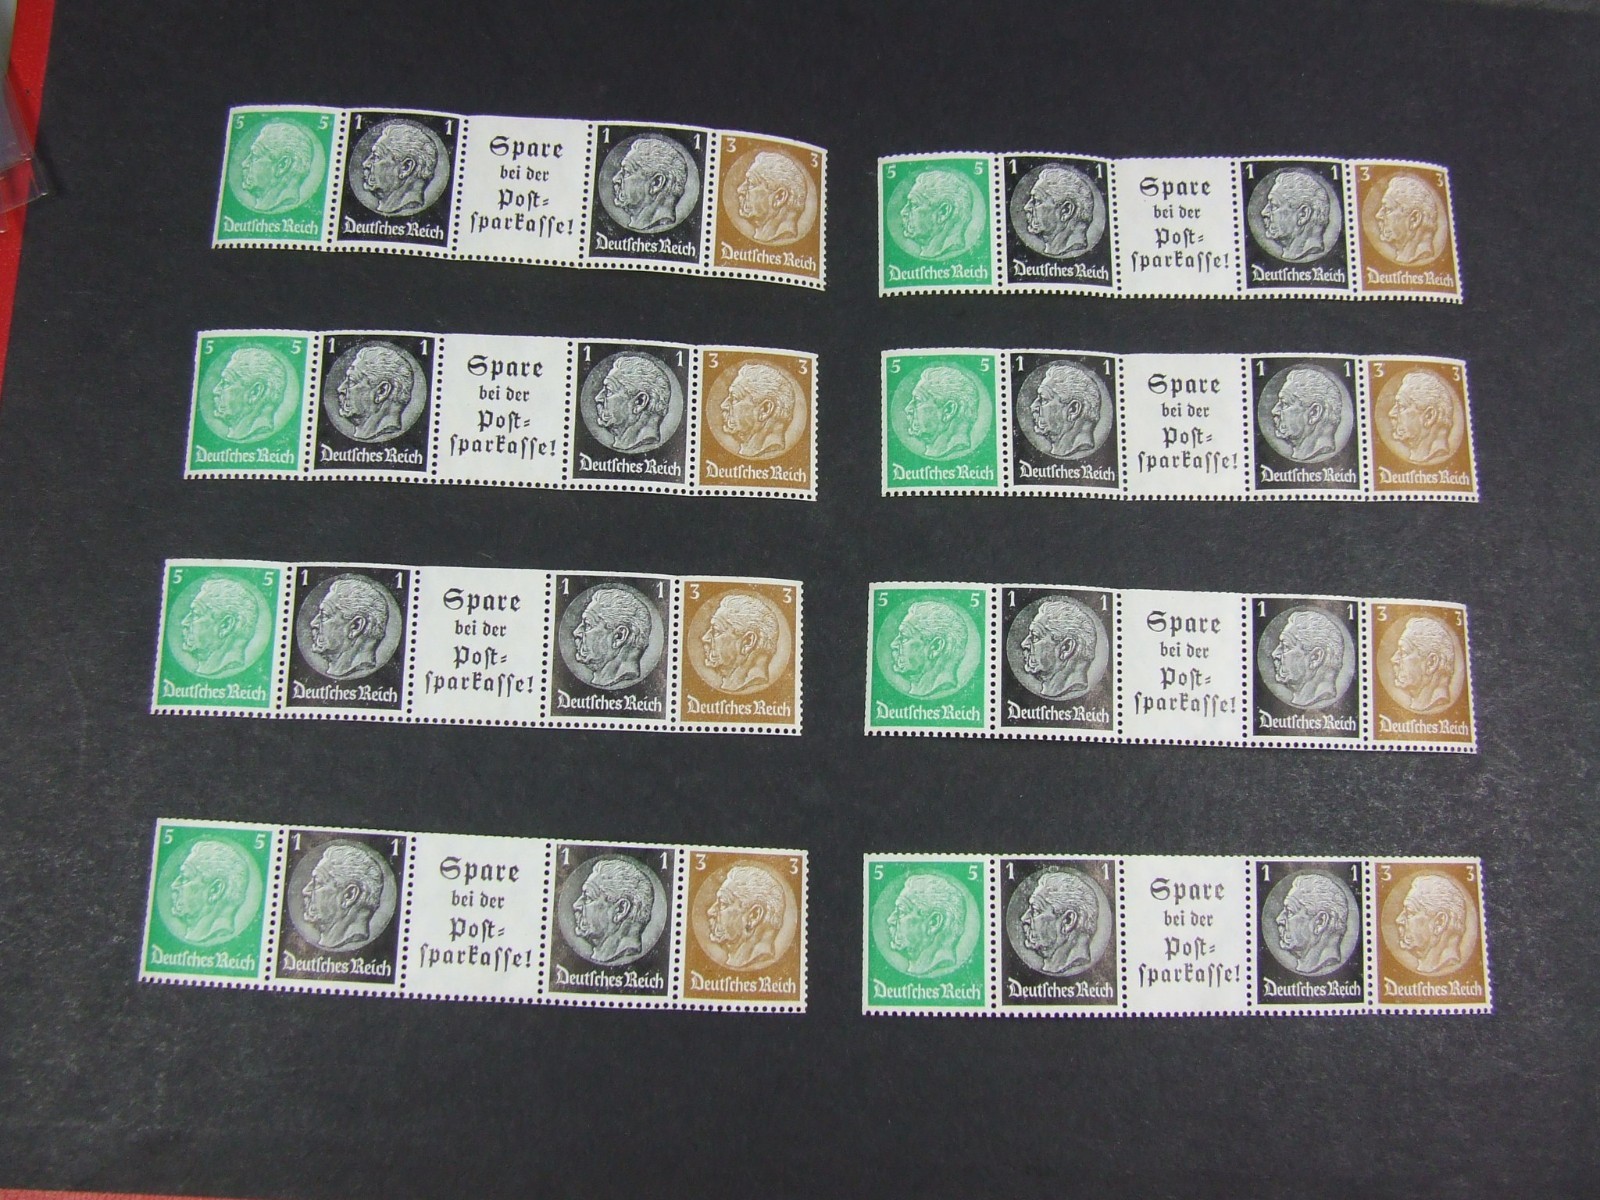 5 5 1 1 Spare 1 1 3 3
bei der
Post=
sparkasse!
Deutsches Reich Deutsches Reich Deutsches Reich Deutsches Reich
5 5 1 1 Spare 1 1 3 3
bei der
Post=
sparkasse!
Deutsches Reich Deutsches Reich Deutsches Reich Deutsches Reich
5 5 1 1 Spare 1 1 3 3
bei der
Post=
sparkasse!
Deutsches Reich Deutsches Reich Deutsches Reich Deutsches Reich
5 5 1 1 Spare 1 1 3 3
bei der
Post=
sparkasse!
Deutsches Reich Deutsches Reich Deutsches Reich Deutsches Reich
5 5 1 1 Spare 1 1 3 3
bei der
Post=
sparkasse!
Deutsches Reich Deutsches Reich Deutsches Reich Deutsches Reich
5 5 1 1 Spare 1 1 3 3
bei der
Post=
sparkasse!
Deutsches Reich Deutsches Reich Deutsches Reich Deutsches Reich
5 5 1 1 Spare 1 1 3 3
bei der
Post=
sparkasse!
Deutsches Reich Deutsches Reich Deutsches Reich Deutsches Reich
5 5 1 1 Spare 1 1 3 3
bei der
Post=
sparkasse!
Deutsches Reich Deutsches Reich Deutsches Reich Deutsches Reich